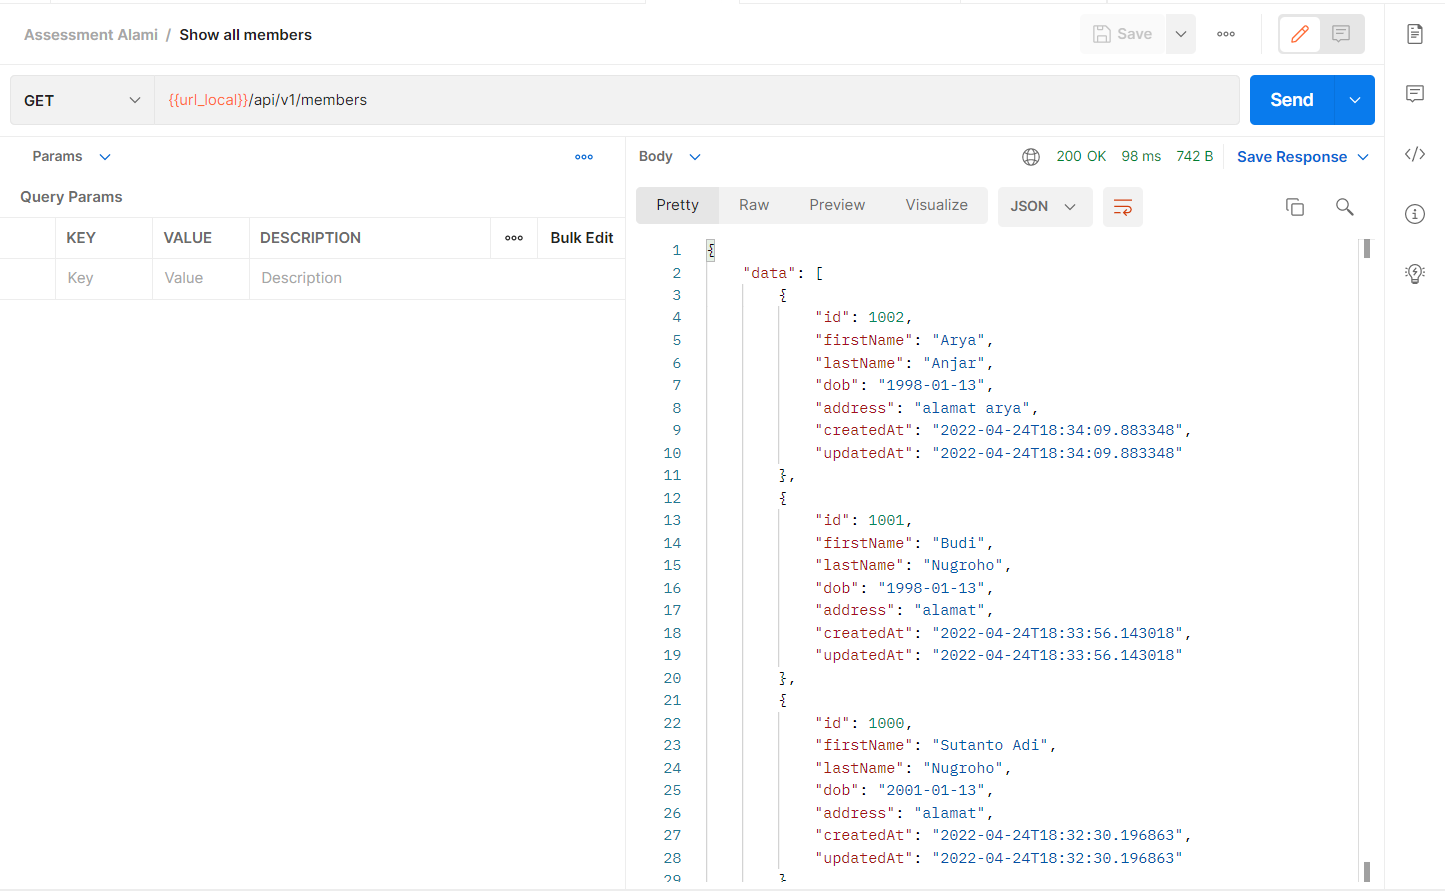 Assessment Alami / Show all members
Save
GET {{url_local}}/api/v1/members
Send
Params
Query Params
KEY VALUE DESCRIPTION Bulk Edit
Key Value Description
Body 200 OK 98 ms 742 B Save Response
Pretty Raw Preview Visualize JSON
1 {
2 "data": [
3 {
4 "id": 1002,
5 "firstName": "Arya",
6 "lastName": "Anjar",
7 "dob": "1998-01-13",
8 "address": "alamat arya",
9 "createdAt": "2022-04-24T18:34:09.883348",
10 "updatedAt": "2022-04-24T18:34:09.883348"
11 },
12 {
13 "id": 1001,
14 "firstName": "Budi",
15 "lastName": "Nugroho",
16 "dob": "1998-01-13",
17 "address": "alamat",
18 "createdAt": "2022-04-24T18:33:56.143018",
19 "updatedAt": "2022-04-24T18:33:56.143018"
20 },
21 {
22 "id": 1000,
23 "firstName": "Sutanto Adi",
24 "lastName": "Nugroho",
25 "dob": "2001-01-13",
26 "address": "alamat",
27 "createdAt": "2022-04-24T18:32:30.196863",
28 "updatedAt": "2022-04-24T18:32:30.196863"
29 }